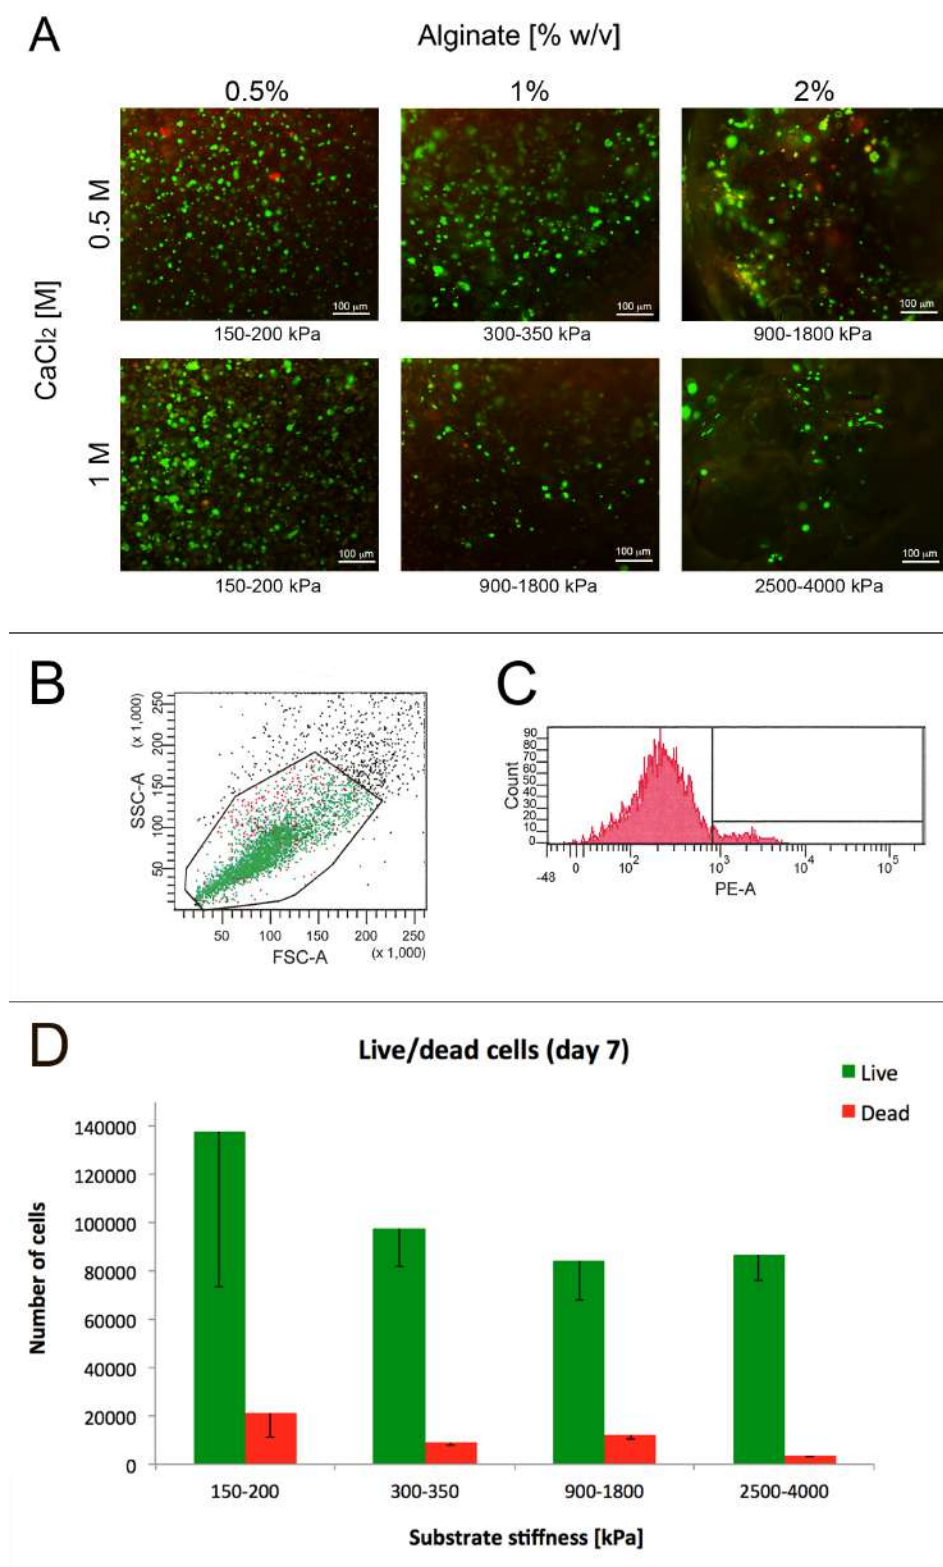 A
Alginate [% w/v]
0.5%
1%
2%
CaCl₂ [M]
0.5 M
100 μm
100 μm
100 μm
150-200 kPa
300-350 kPa
900-1800 kPa
1 M
100 μm
100 μm
100 μm
150-200 kPa
900-1800 kPa
2500-4000 kPa
B
(x 1,000)
SSC-A
250
200
150
100
50
50 100 150 200 250
FSC-A
(x 1,000)
C
Count
90
80
70
60
50
40
30
20
10
0
-48 0 10² 10³ 10⁴ 10⁵
PE-A
D
Live/dead cells (day 7)
Live
Dead
Number of cells
140000
120000
100000
80000
60000
40000
20000
0
150-200 300-350 900-1800 2500-4000
Substrate stiffness [kPa]